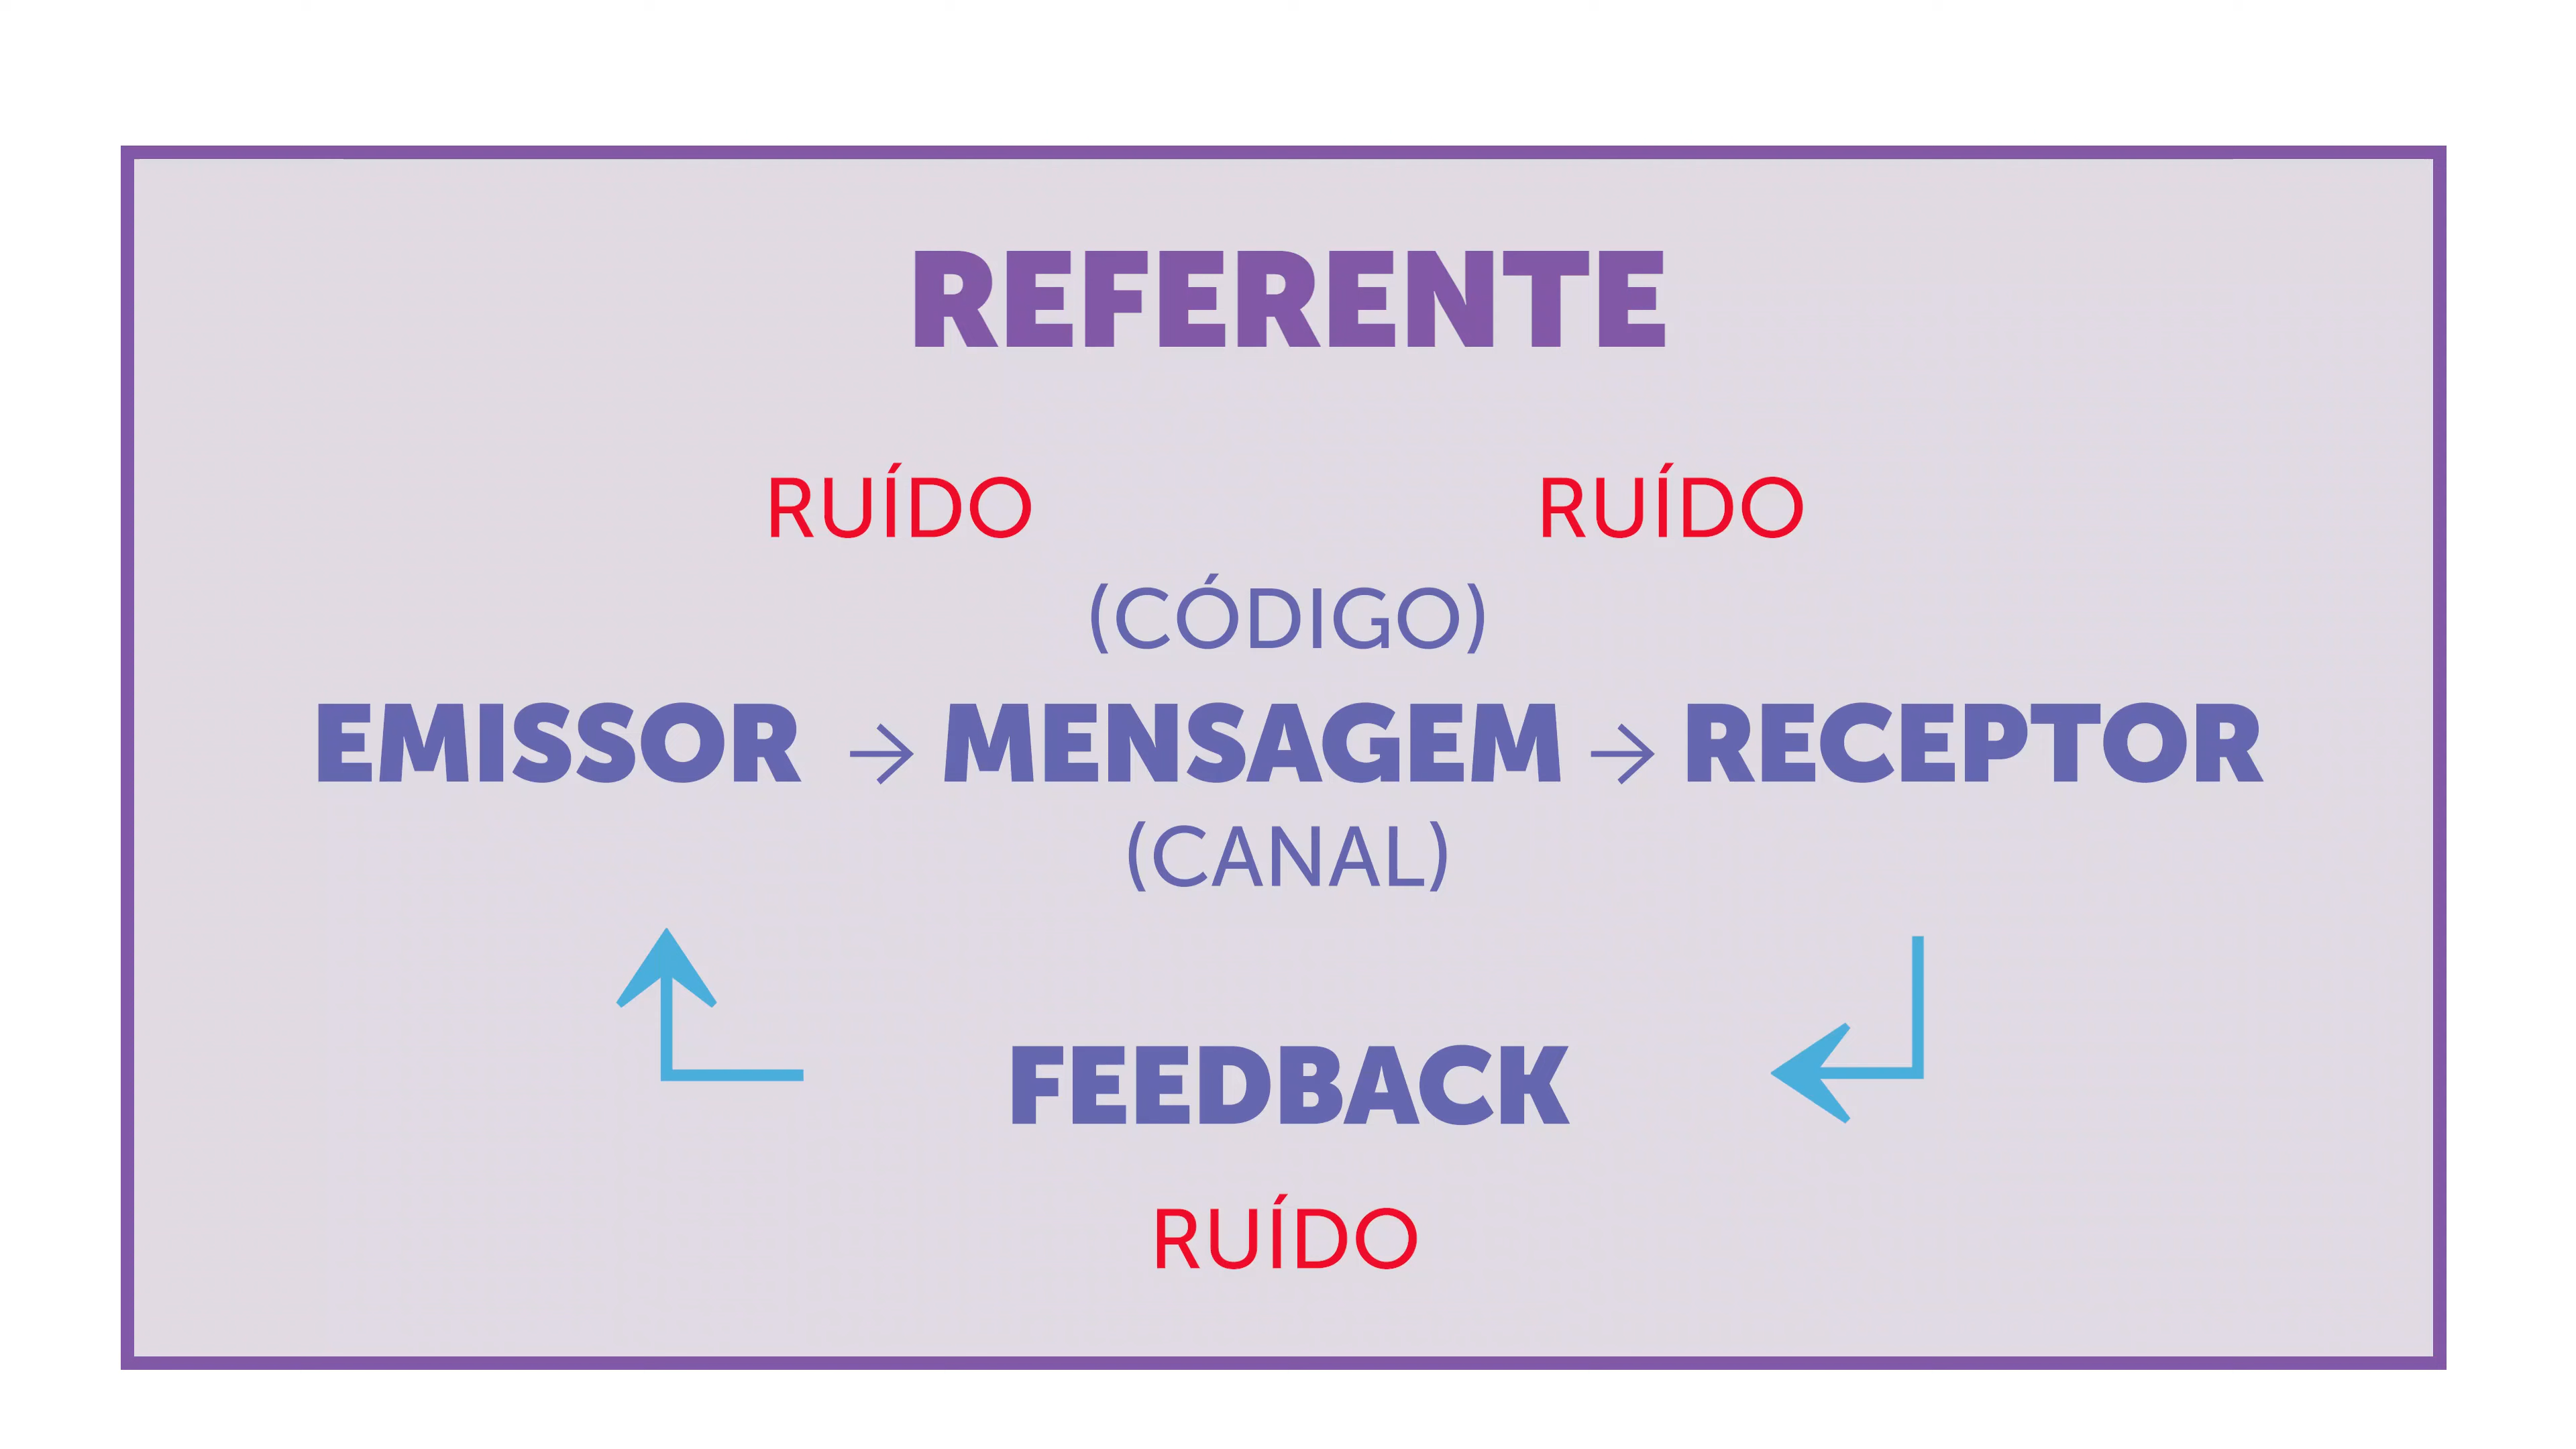 REFERENTE
RUÍDO RUÍDO
(CÓDIGO)
EMISSOR → MENSAGEM → RECEPTOR
(CANAL)
FEEDBACK
RUÍDO